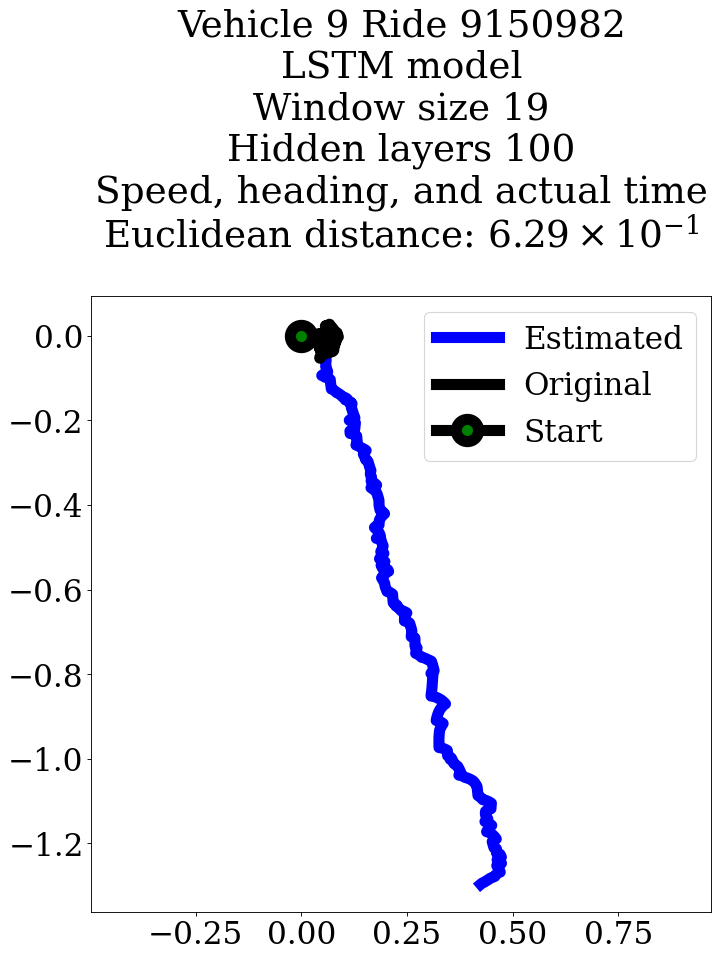 Vehicle 9 Ride 9150982
LSTM model
Window size 19
Hidden layers 100
Speed, heading, and actual time
Euclidean distance: 6.29 × 10⁻¹
Estimated
Original
Start
0.0
−0.2
−0.4
−0.6
−0.8
−1.0
−1.2
−0.25 0.00 0.25 0.50 0.75